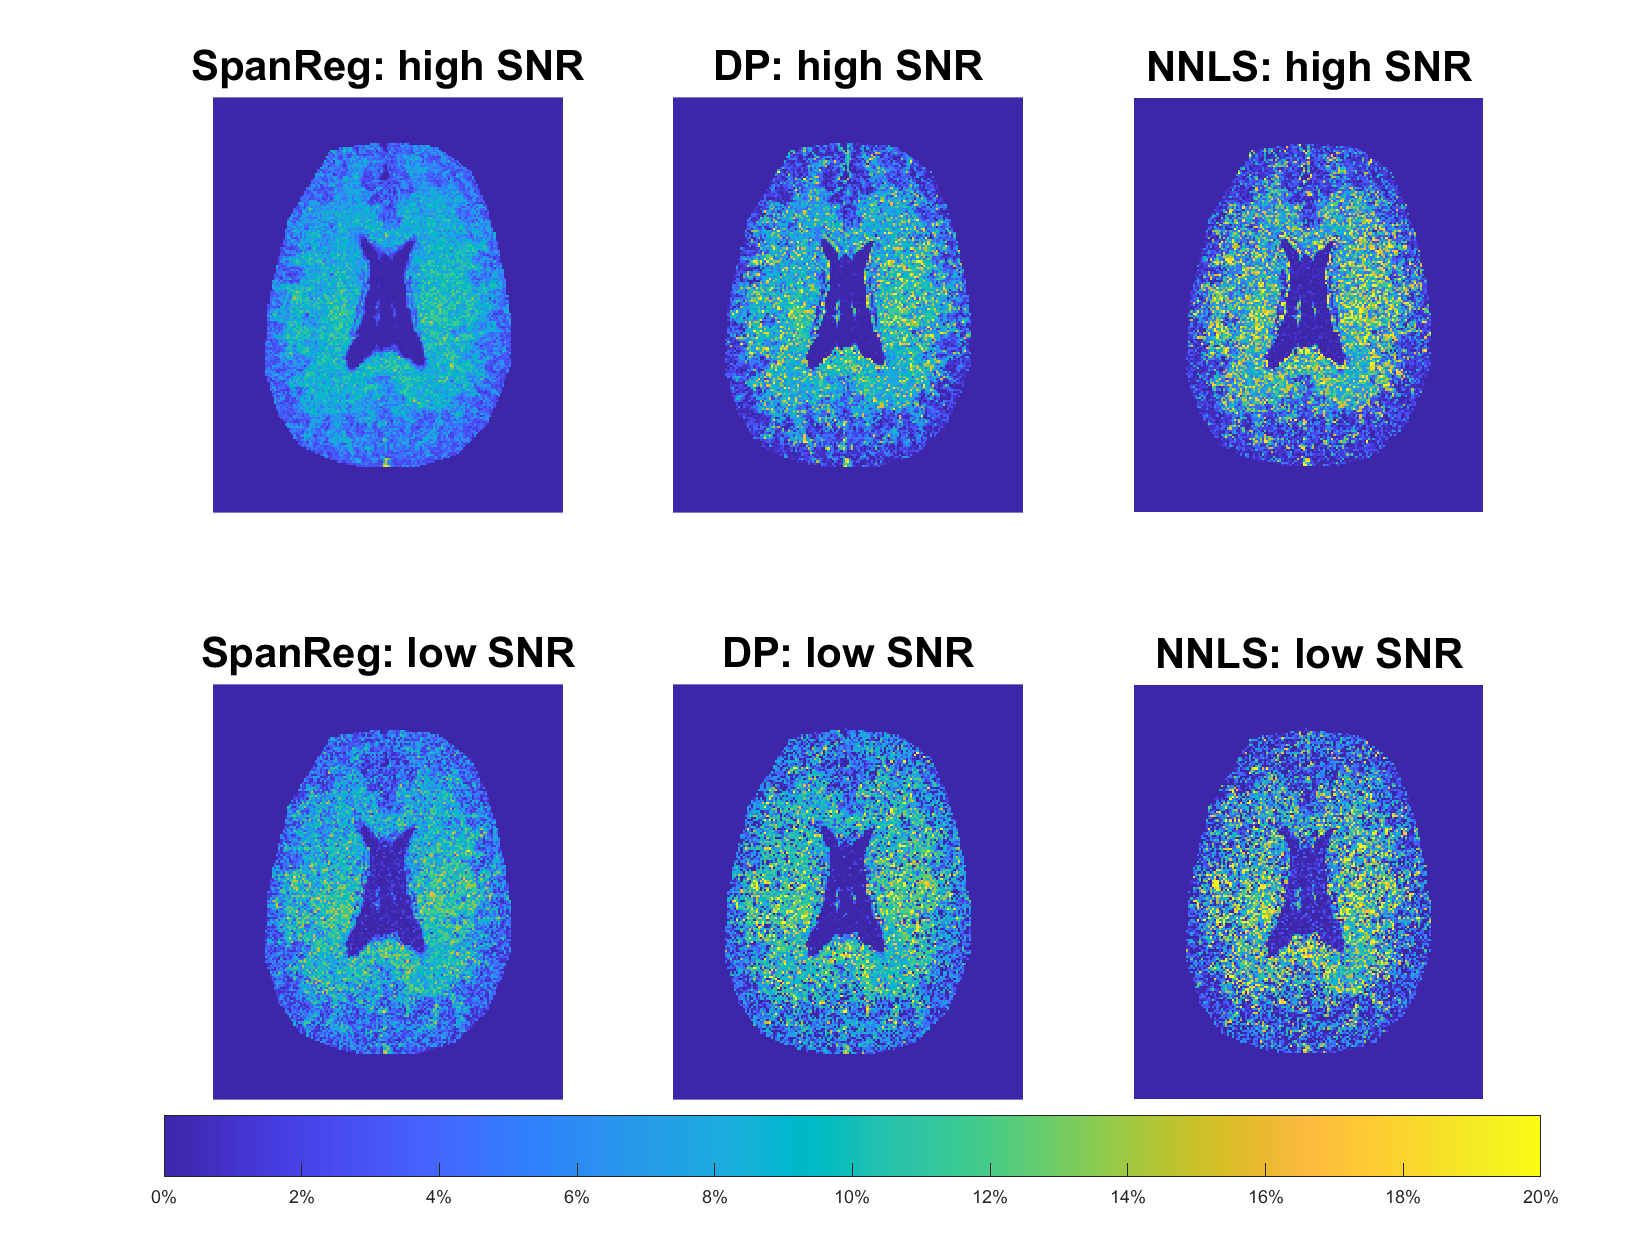 SpanReg: high SNR DP: high SNR NNLS: high SNR
SpanReg: low SNR DP: low SNR NNLS: low SNR
0% 2% 4% 6% 8% 10% 12% 14% 16% 18% 20%